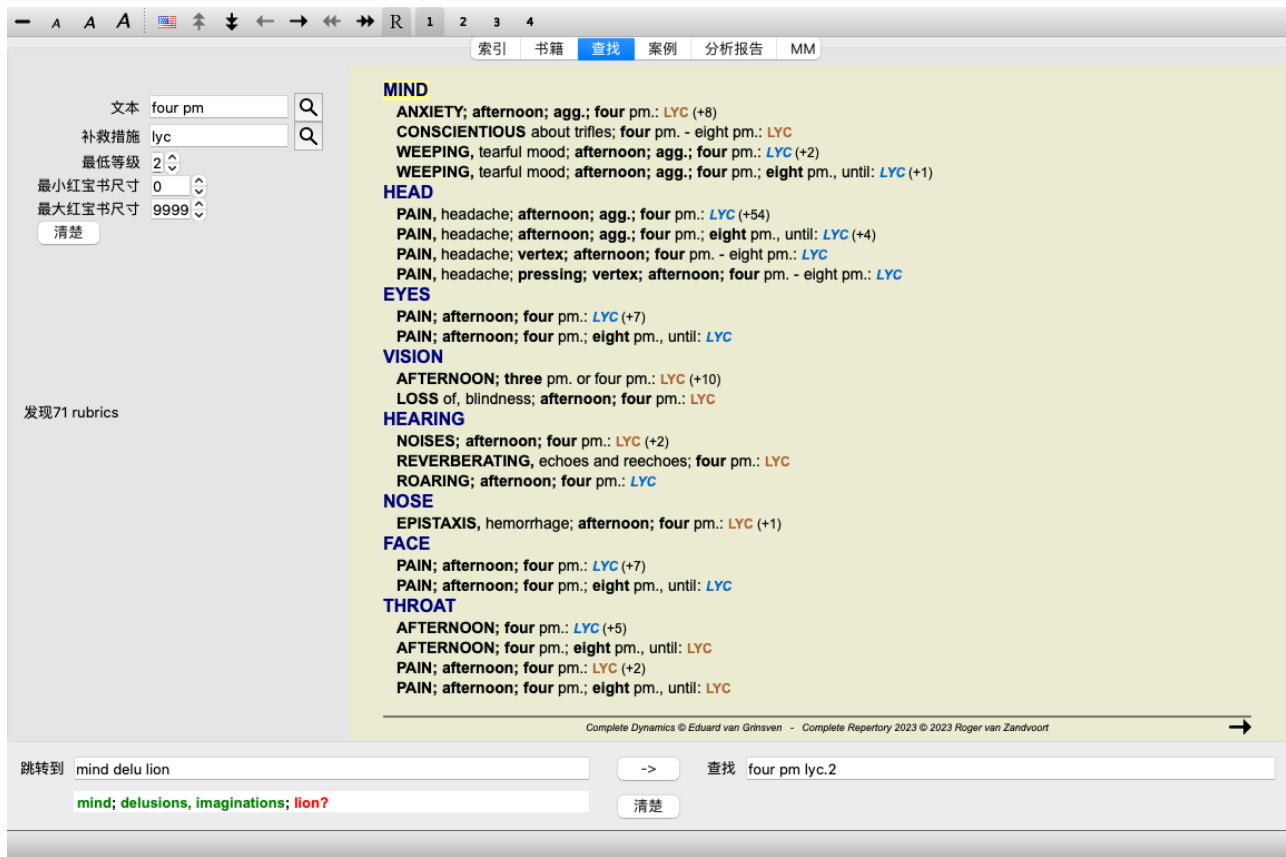 A A A R 1 2 3 4
索引 书籍 查找 案例 分析报告 MM
文本 four pm
补救措施 lyc
最低等级 2
最小红宝书尺寸 0
最大红宝书尺寸 9999
清楚
发现71 rubrics
MIND
ANXIETY; afternoon; agg.; four pm.: LYC (+8)
CONSCIENTIOUS about trifles; four pm. - eight pm.: LYC
WEEPING, tearful mood; afternoon; agg.; four pm.: LYC (+2)
WEEPING, tearful mood; afternoon; agg.; four pm.; eight pm., until: LYC (+1)
HEAD
PAIN, headache; afternoon; agg.; four pm.: LYC (+54)
PAIN, headache; afternoon; agg.; four pm.; eight pm., until: LYC (+4)
PAIN, headache; vertex; afternoon; four pm. - eight pm.: LYC
PAIN, headache; pressing; vertex; afternoon; four pm. - eight pm.: LYC
EYES
PAIN; afternoon; four pm.: LYC (+7)
PAIN; afternoon; four pm.; eight pm., until: LYC
VISION
AFTERNOON; three pm. or four pm.: LYC (+10)
LOSS of, blindness; afternoon; four pm.: LYC
HEARING
NOISES; afternoon; four pm.: LYC (+2)
REVERBERATING, echoes and reechoes; four pm.: LYC
ROARING; afternoon; four pm.: LYC
NOSE
EPISTAXIS, hemorrhage; afternoon; four pm.: LYC (+1)
FACE
PAIN; afternoon; four pm.: LYC (+7)
PAIN; afternoon; four pm.; eight pm., until: LYC
THROAT
AFTERNOON; four pm.: LYC (+5)
AFTERNOON; four pm.; eight pm., until: LYC
PAIN; afternoon; four pm.: LYC (+2)
PAIN; afternoon; four pm.; eight pm., until: LYC
Complete Dynamics © Eduard van Grinsven - Complete Repertory 2023 © 2023 Roger van Zandvoort
跳转到 mind delu lion -> 查找 four pm lyc.2
mind; delusions, imaginations; lion? 清楚